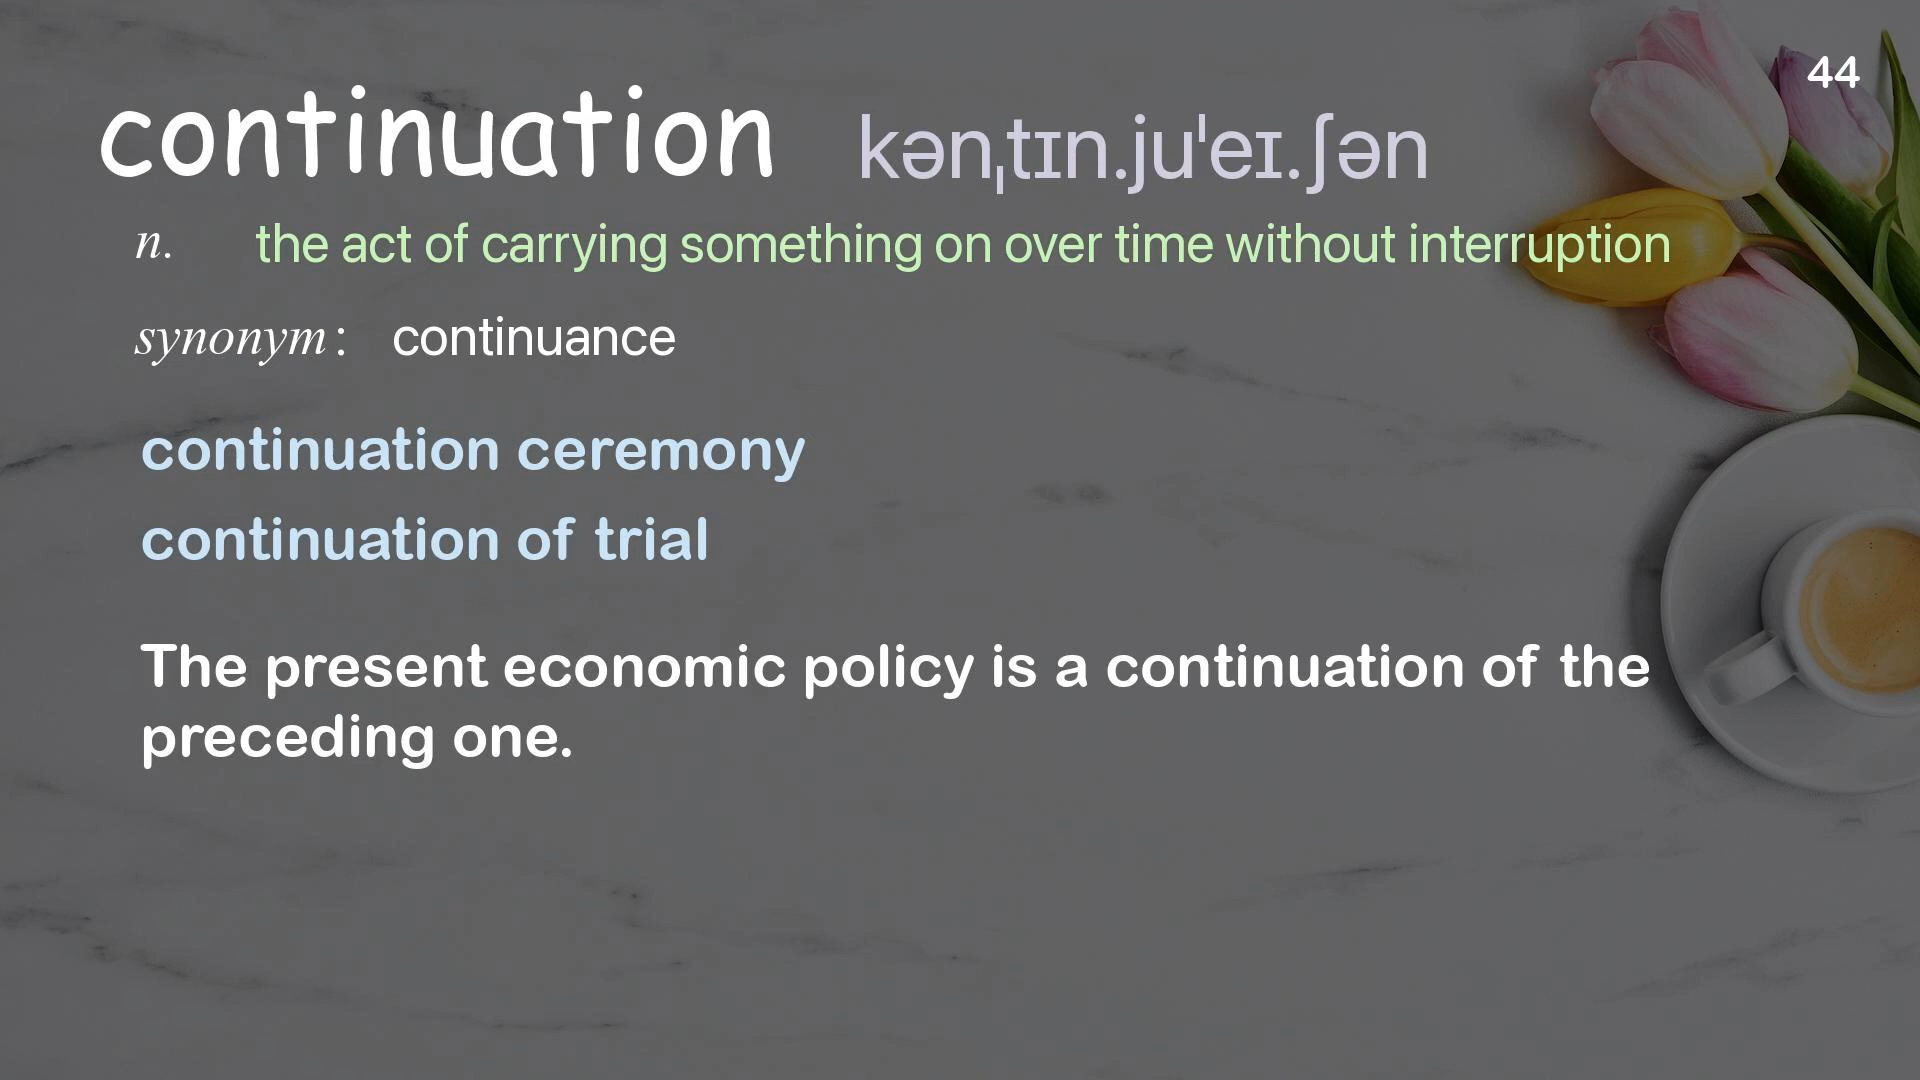 44
continuation kənˌtɪn.juˈeɪ.ʃən
n. the act of carrying something on over time without interruption
synonym: continuance
continuation ceremony
continuation of trial
The present economic policy is a continuation of the
preceding one.